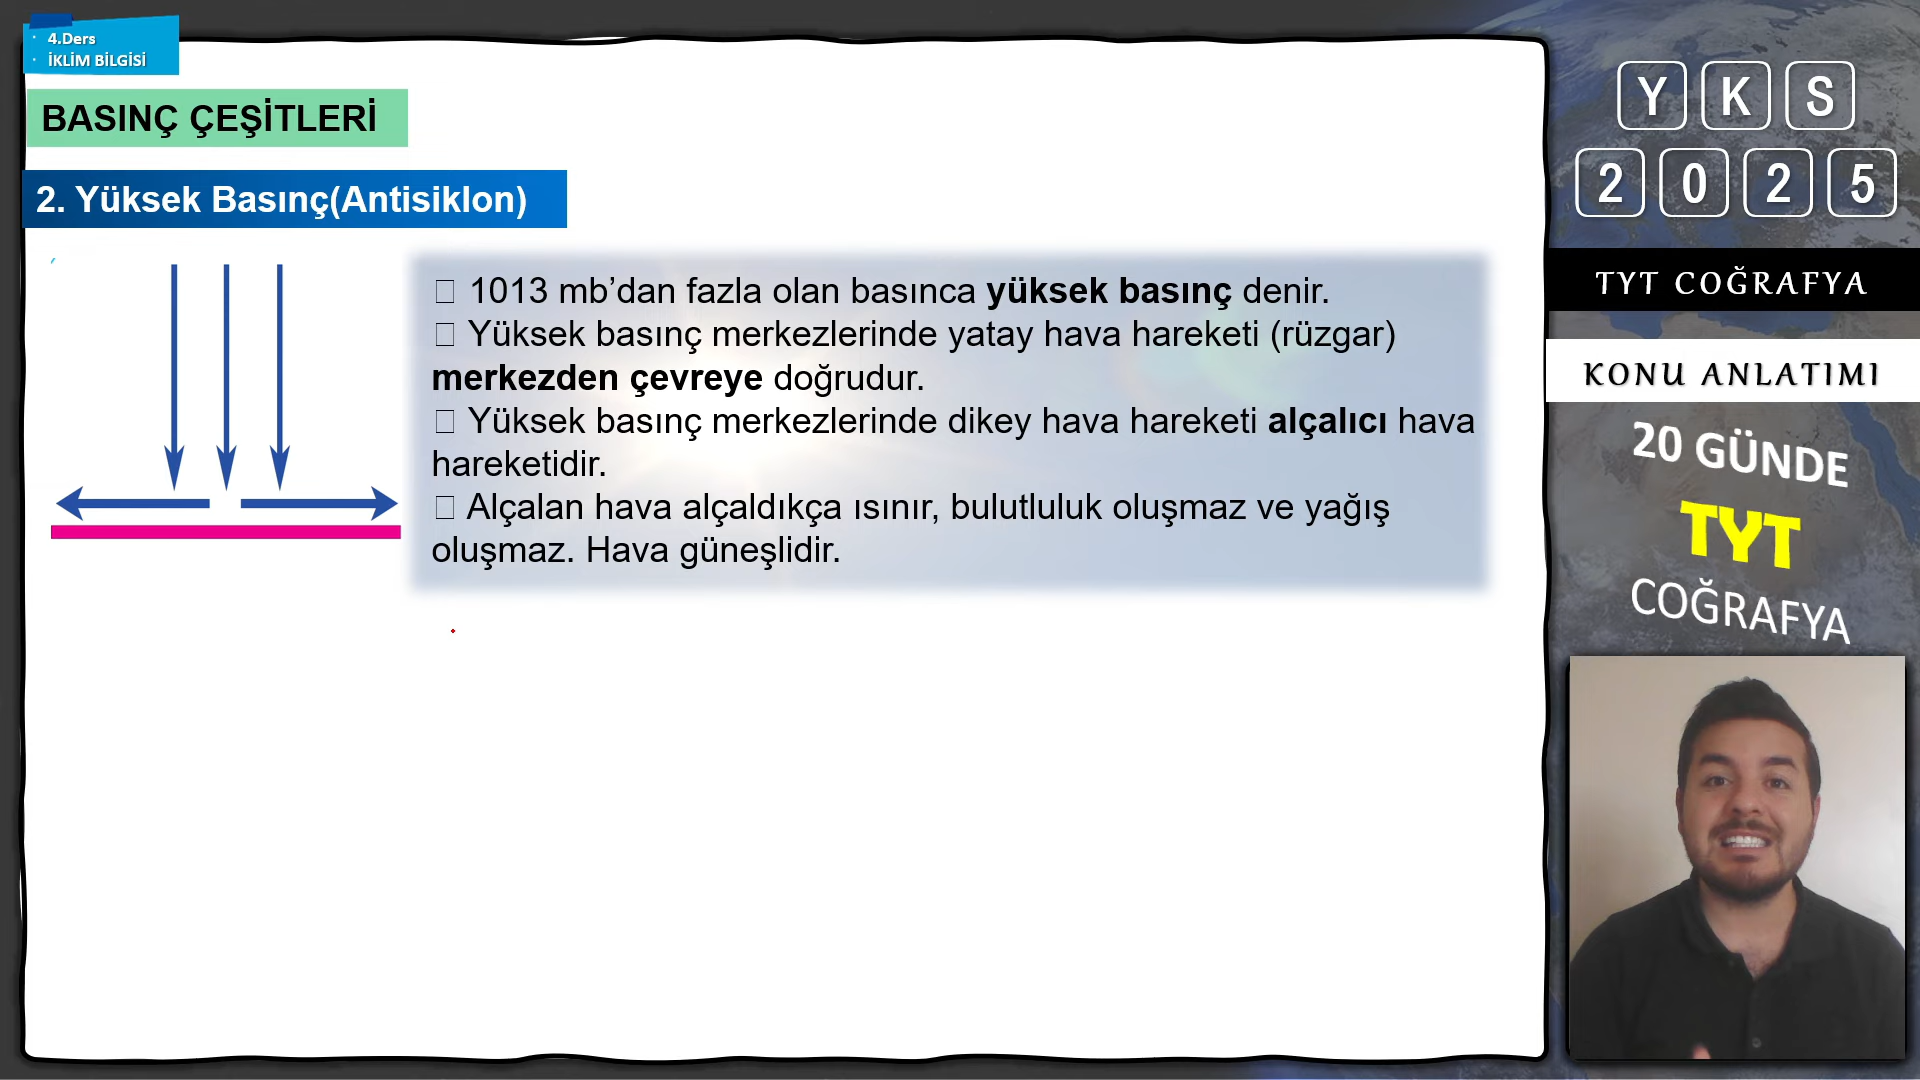 4.Ders
İKLİM BİLGİSİ
BASINÇ ÇEŞİTLERİ
2. Yüksek Basınç(Antisiklon)
1013 mb’dan fazla olan basınca yüksek basınç denir.
Yüksek basınç merkezlerinde yatay hava hareketi (rüzgar)
merkezden çevreye doğrudur.
Yüksek basınç merkezlerinde dikey hava hareketi alçalıcı hava
hareketidir.
Alçalan hava alçaldıkça ısınır, bulutluluk oluşmaz ve yağış
oluşmaz. Hava güneşlidir.
YKS
2025
TYT COĞRAFYA
KONU ANLATIMI
20 GÜNDE
TYT
COĞRAFYA